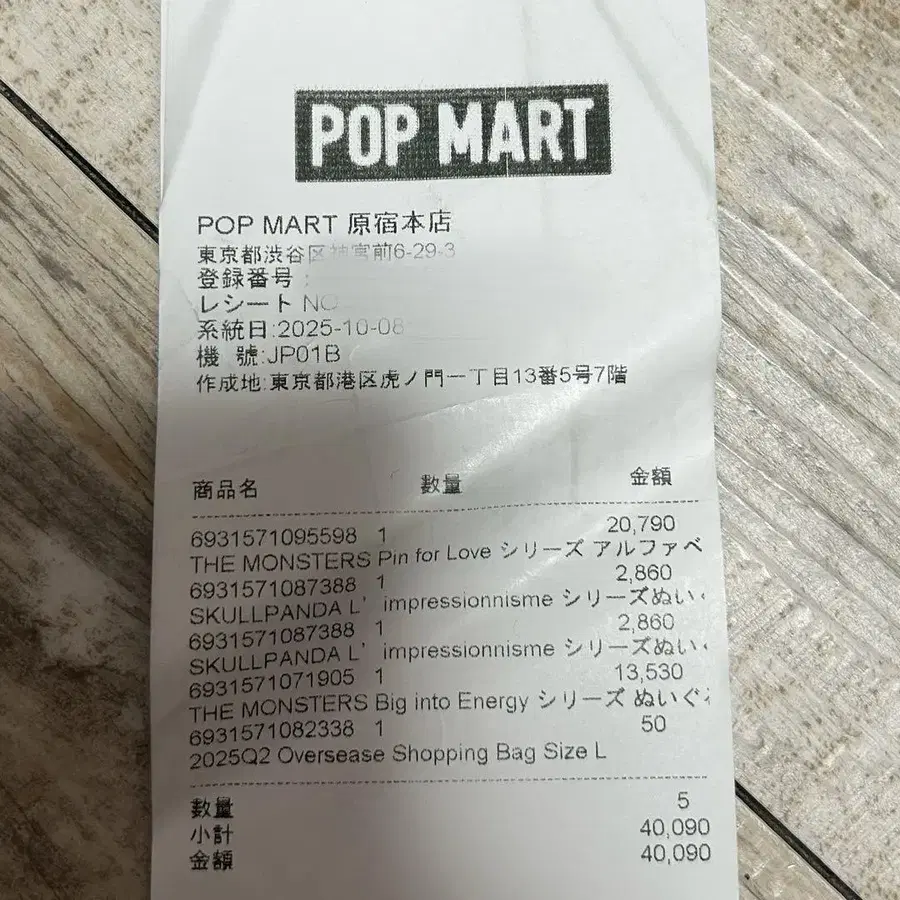 POP MART
POP MART 原宿本店
東京都渋谷区神宮前6-29-3
登録番号:
レシート NO
系統日:2025-10-08
機 號:JP01B
作成地:東京都港区虎ノ門一丁目13番5号7階
商品名 数量 金額
6931571095598 1 20,790
THE MONSTERS Pin for Love シリーズ アルファベ
6931571087388 1 2,860
SKULLPANDA L' impressionnisme シリーズぬい
6931571087388 1 2,860
SKULLPANDA L' impressionnisme シリーズぬい
6931571071905 1 13,530
THE MONSTERS Big into Energy シリーズ ぬいぐ
6931571082338 1 50
2025Q2 Oversease Shopping Bag Size L
数量 5
小計 40,090
金額 40,090